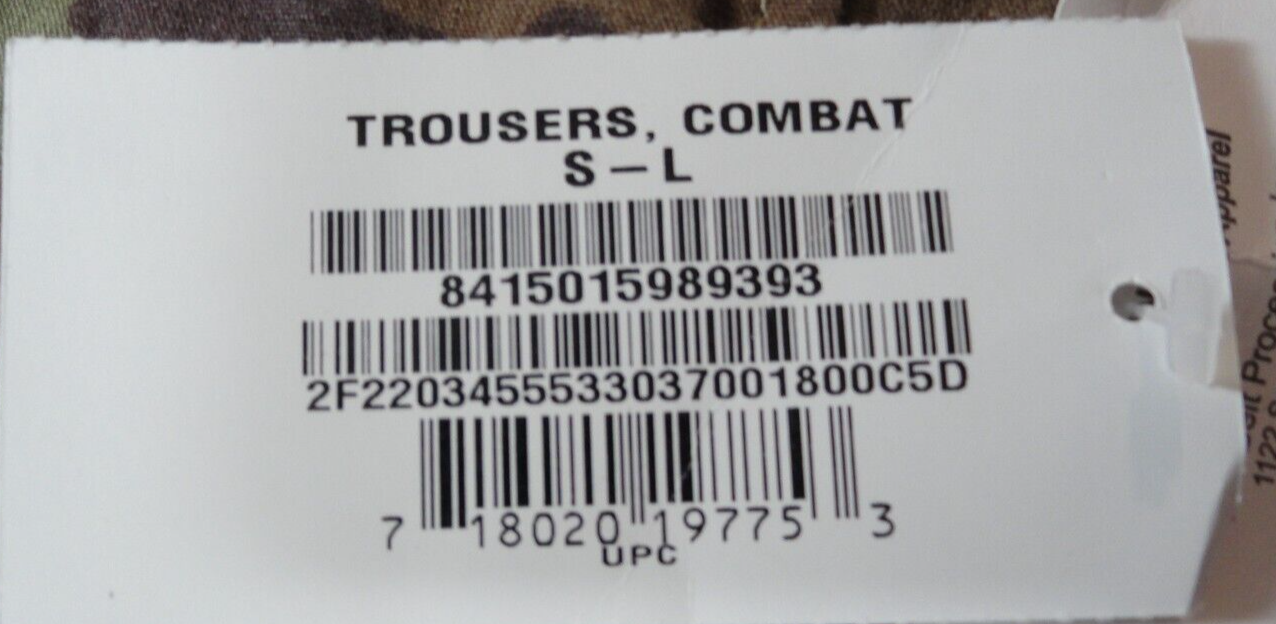 TROUSERS, COMBAT
S – L
8415015989393
2F2203455533037001800C5D
7 18020 19775 3
UPC